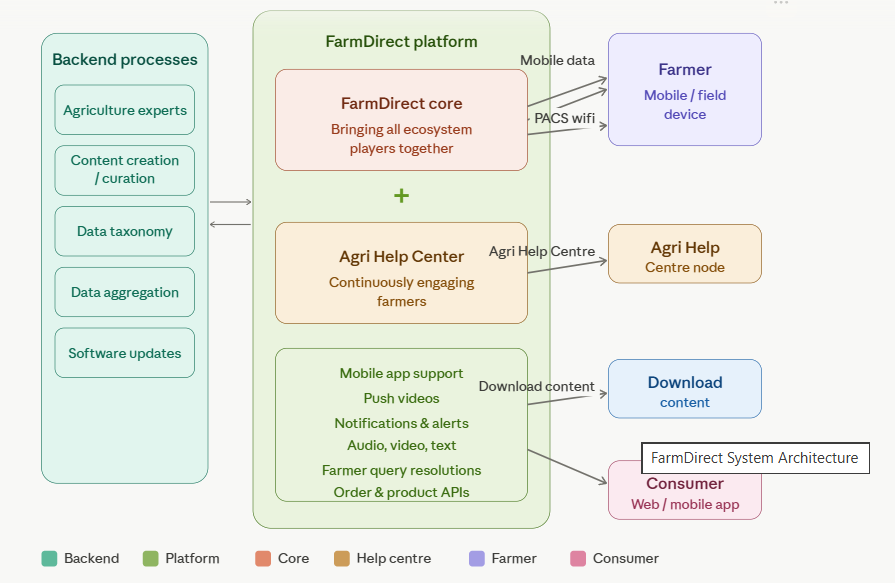 Backend processes
Agriculture experts
Content creation
/ curation
Data taxonomy
Data aggregation
Software updates
FarmDirect platform
FarmDirect core
Bringing all ecosystem
players together
+
Agri Help Center
Continuously engaging
farmers
Mobile app support
Push videos
Notifications & alerts
Audio, video, text
Farmer query resolutions
Order & product APIs
Mobile data
PACS wifi
Agri Help Centre
Download content
Farmer
Mobile / field
device
Agri Help
Centre node
Download
content
FarmDirect System Architecture
Consumer
Web / mobile app
Backend
Platform
Core
Help centre
Farmer
Consumer